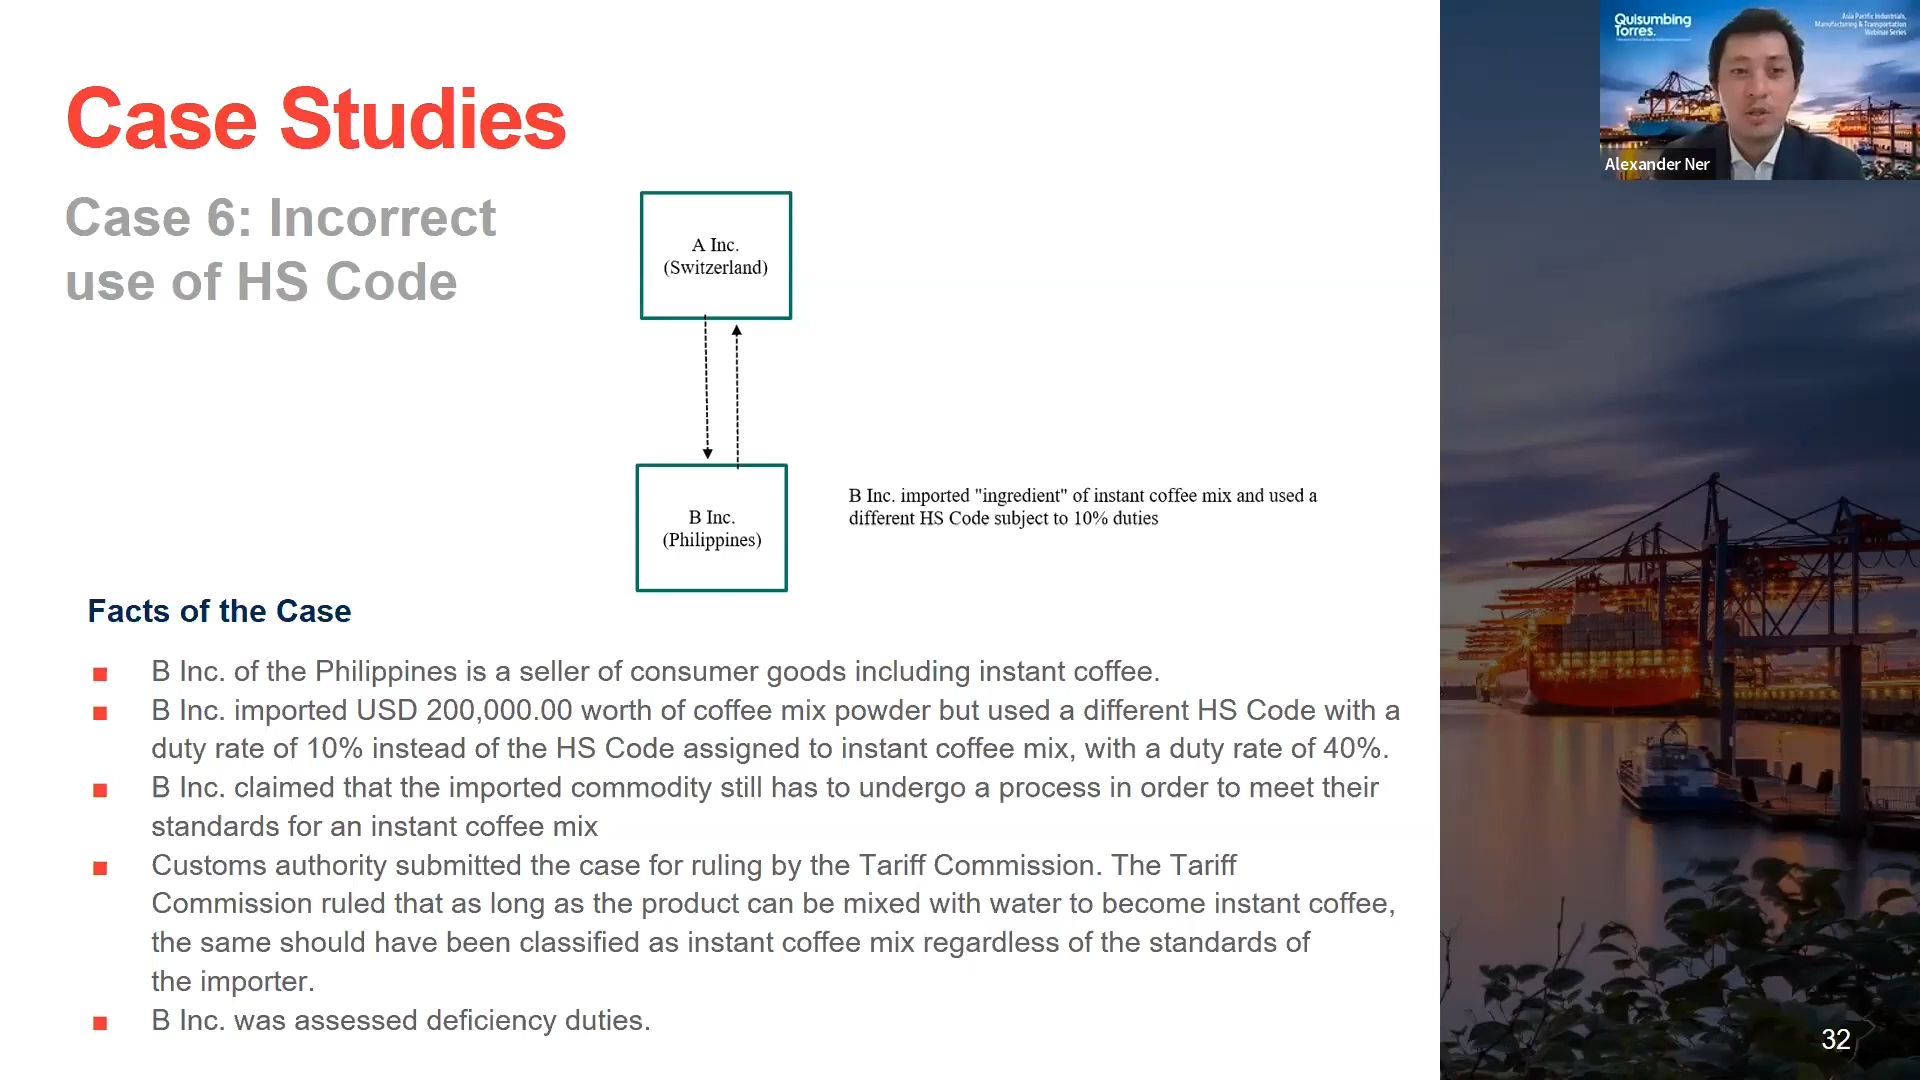 Case Studies
Case 6: Incorrect
use of HS Code
A Inc.
(Switzerland)
B Inc.
(Philippines)
B Inc. imported "ingredient" of instant coffee mix and used a
different HS Code subject to 10% duties
Facts of the Case
B Inc. of the Philippines is a seller of consumer goods including instant coffee.
B Inc. imported USD 200,000.00 worth of coffee mix powder but used a different HS Code with a
duty rate of 10% instead of the HS Code assigned to instant coffee mix, with a duty rate of 40%.
B Inc. claimed that the imported commodity still has to undergo a process in order to meet their
standards for an instant coffee mix
Customs authority submitted the case for ruling by the Tariff Commission. The Tariff
Commission ruled that as long as the product can be mixed with water to become instant coffee,
the same should have been classified as instant coffee mix regardless of the standards of
the importer.
B Inc. was assessed deficiency duties.
Quisumbing
Torres.
Asia Pacific Industrials,
Manufacturing & Transportation
Webinar Series
Alexander Ner
32